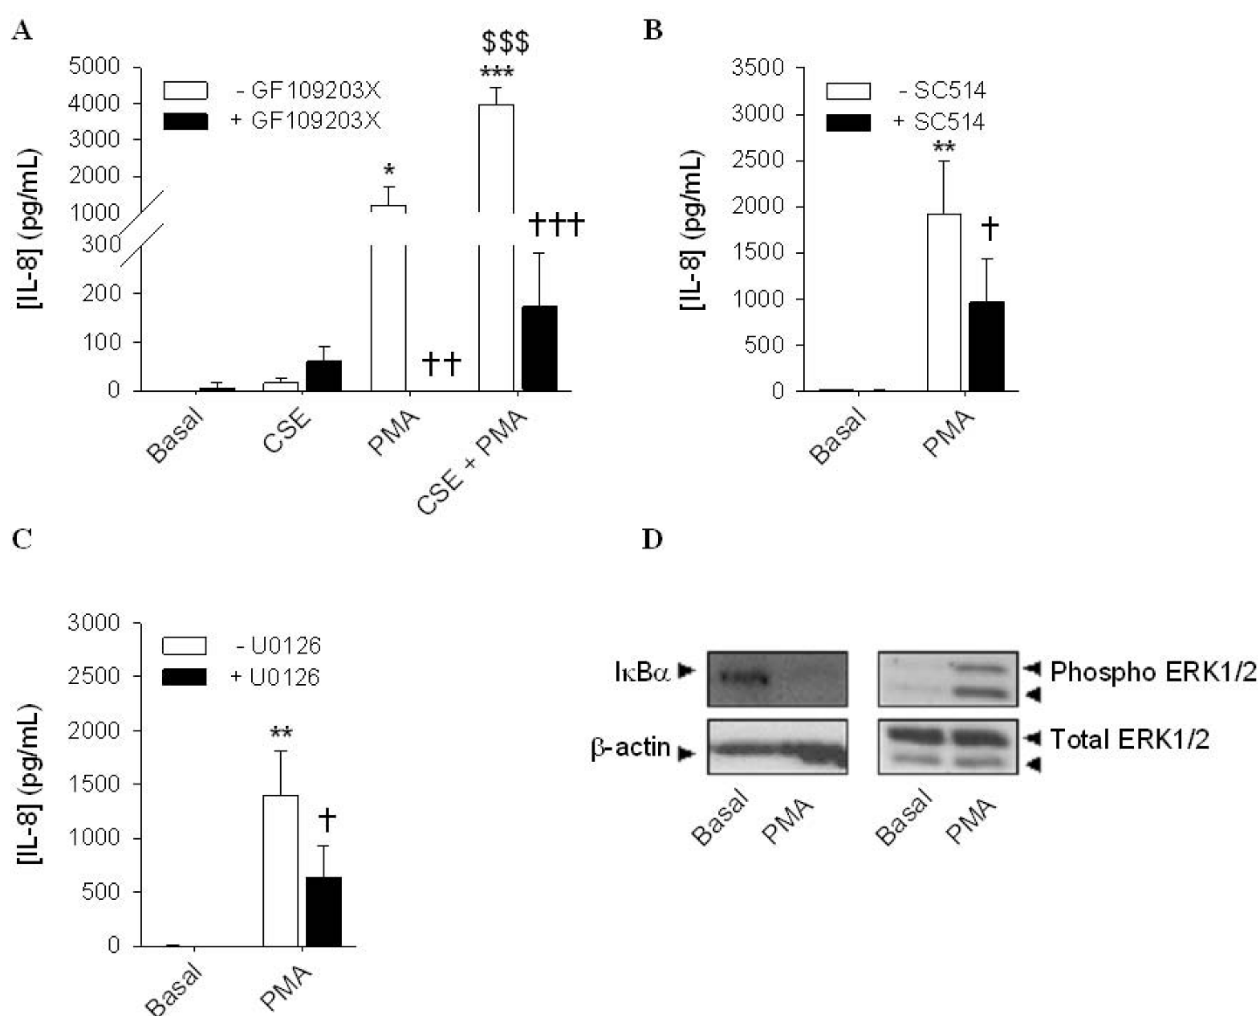 A
[IL-8] (pg/mL)
5000
4000
3000
2000
1000
300
200
100
0
- GF109203X
+ GF109203X
*
††
$$$
***
†††
Basal
CSE
PMA
CSE + PMA
B
[IL-8] (pg/mL)
3500
3000
2500
2000
1500
1000
500
0
- SC514
+ SC514
**
†
Basal
PMA
C
[IL-8] (pg/mL)
3000
2500
2000
1500
1000
500
0
- U0126
+ U0126
**
†
Basal
PMA
D
IκBα
β-actin
Phospho ERK1/2
Total ERK1/2
Basal
PMA
Basal
PMA